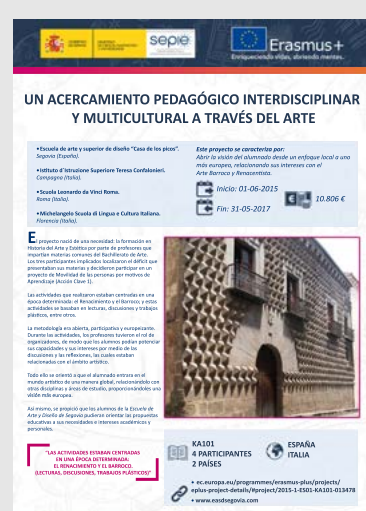 sepie
Erasmus+
Enriqueciendo vidas, abriendo mentes.
UN ACERCAMIENTO PEDAGÓGICO INTERDISCIPLINAR
Y MULTICULTURAL A TRAVÉS DEL ARTE
•Escuela de arte y superior de diseño "Casa de los picos".
Segovia (España).
•Istituto d´Istruzione Superiore Teresa Confalonieri.
Campagna (Italia).
•Scuola Leonardo da Vinci Roma.
Roma (Italia).
•Michelangelo Scuola di Lingua e Cultura Italiana.
Florencia (Italia).
Este proyecto se caracteriza por:
Abrir la visión del alumnado desde un enfoque local a uno
más europeo, relacionando sus intereses con el
Arte Barroco y Renacentista.
Inicio: 01-06-2015
Fin: 31-05-2017
10.806 €
El proyecto nació de una necesidad: la formación en
Historia del Arte y Estética por parte de profesores que
impartían materias comunes del Bachillerato de Arte.
Los tres participantes implicados localizaron el déficit que
presentaban sus materias y decidieron participar en un
proyecto de Movilidad de las personas por motivos de
Aprendizaje (Acción Clave 1).
Las actividades que realizaron estaban centradas en una
época determinada: el Renacimiento y el Barroco, y estas
actividades se basaban en lecturas, discusiones y trabajos
plásticos, entre otros.
La metodología era abierta, participativa y europeizante.
Durante las actividades, los profesores tuvieron el rol de
organizadores, de modo que los alumnos podían potenciar
sus capacidades y sus intereses por medio de las
discusiones y las reflexiones, las cuales estaban
relacionadas con el ámbito artístico.
Todo ello se orientó a que el alumnado entrara en el
mundo artístico de una manera global, relacionándolo con
otras disciplinas y áreas de estudio, proporcionándoles una
visión más europea.
Así mismo, se propició que los alumnos de la Escuela de
Arte y Diseño de Segovia pudieran orientar las propuestas
educativas a sus necesidades e intereses académicos y
personales.
"LAS ACTIVIDADES ESTABAN CENTRADAS
EN UNA ÉPOCA DETERMINADA:
EL RENACIMIENTO Y EL BARROCO.
(LECTURAS, DISCUSIONES, TRABAJOS PLÁSTICOS)"
KA101
4 PARTICIPANTES
2 PAÍSES
ESPAÑA
ITALIA
• ec.europa.eu/programmes/erasmus-plus/projects/
eplus-project-details/#project/2015-1-ES01-KA101-013478
• www.easdsegovia.com